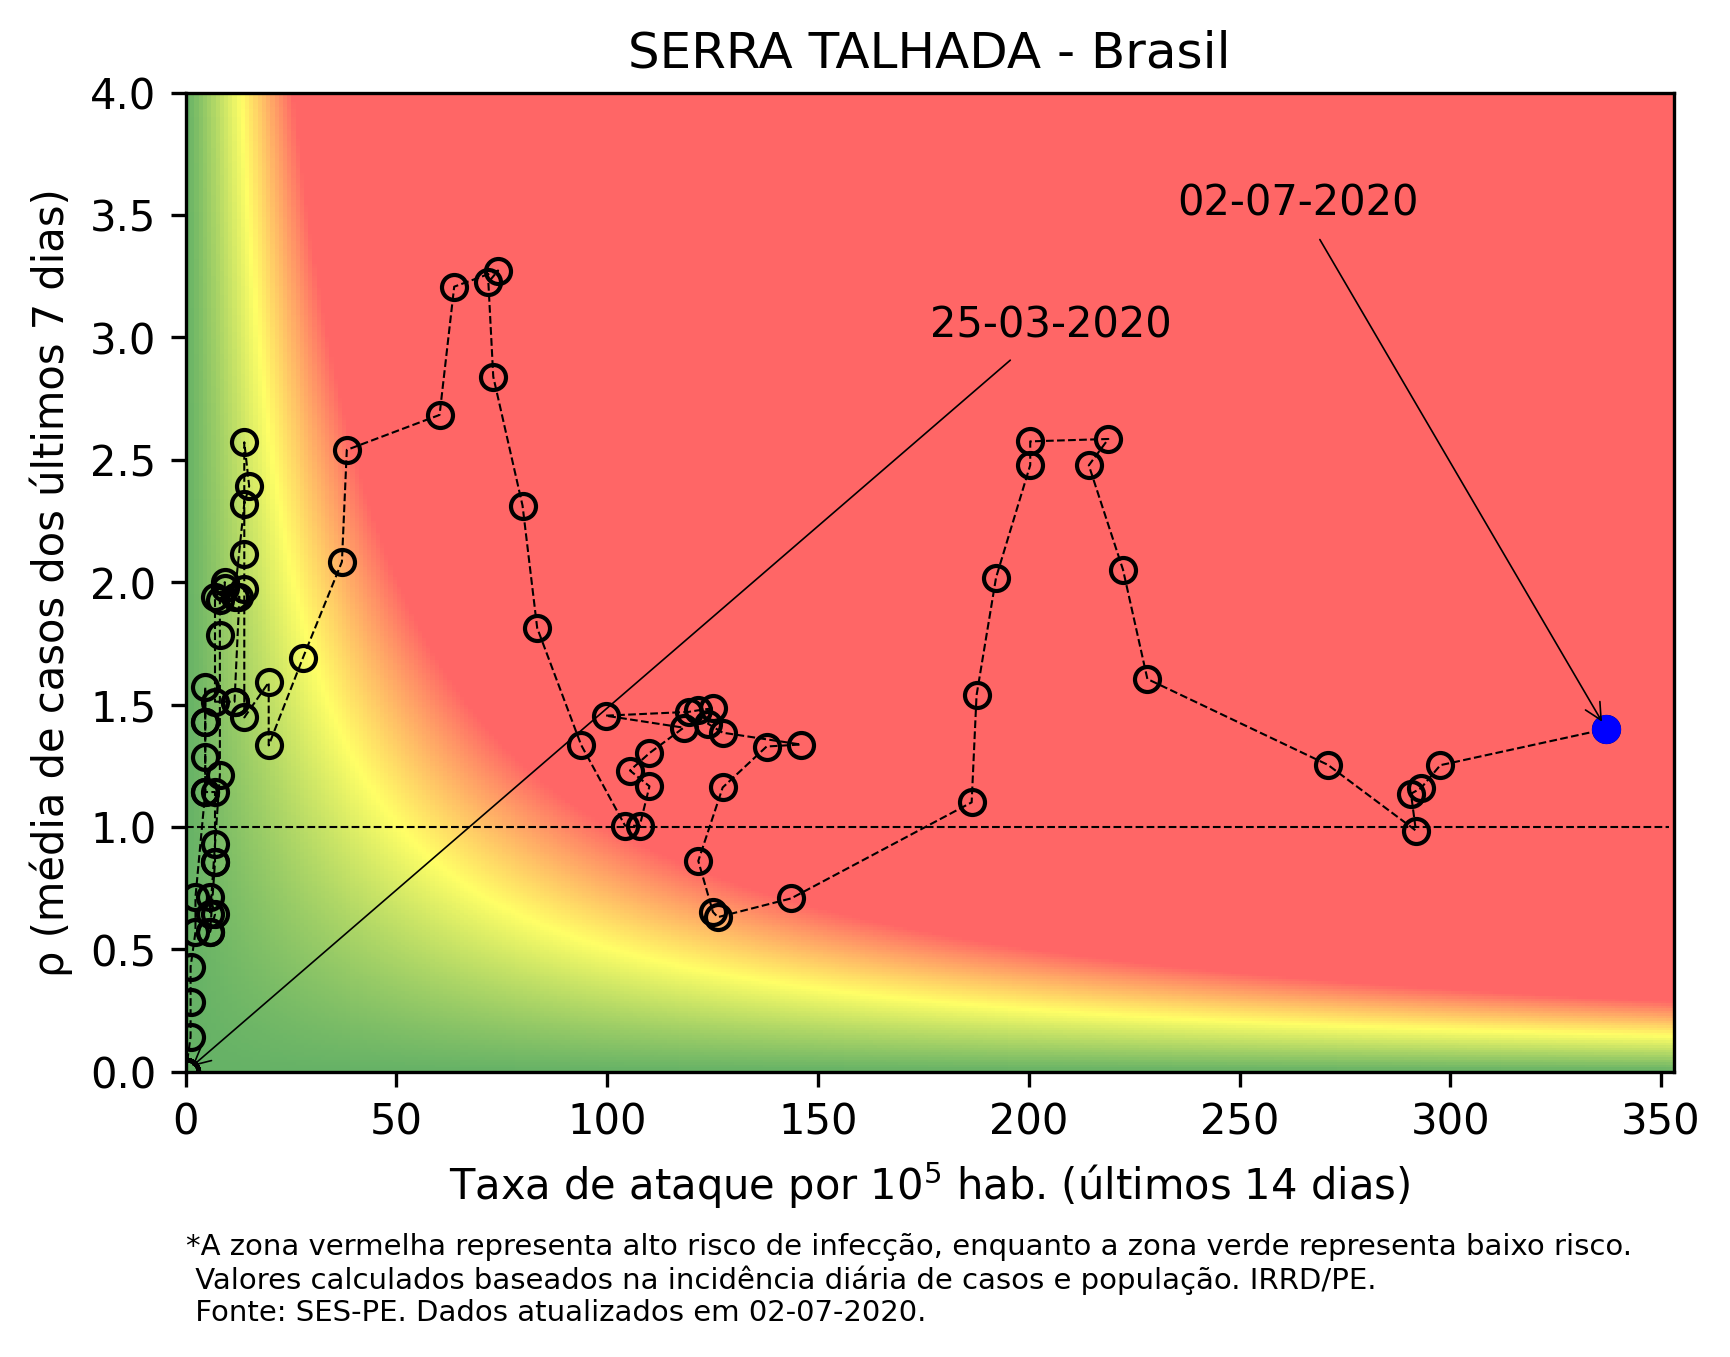 SERRA TALHADA - Brasil
4.0
3.5
3.0
2.5
2.0
1.5
1.0
0.5
0.0
ρ (média de casos dos últimos 7 dias)
02-07-2020
25-03-2020
0 50 100 150 200 250 300 350
Taxa de ataque por 10⁵ hab. (últimos 14 dias)
*A zona vermelha representa alto risco de infecção, enquanto a zona verde representa baixo risco.
Valores calculados baseados na incidência diária de casos e população. IRRD/PE.
Fonte: SES-PE. Dados atualizados em 02-07-2020.